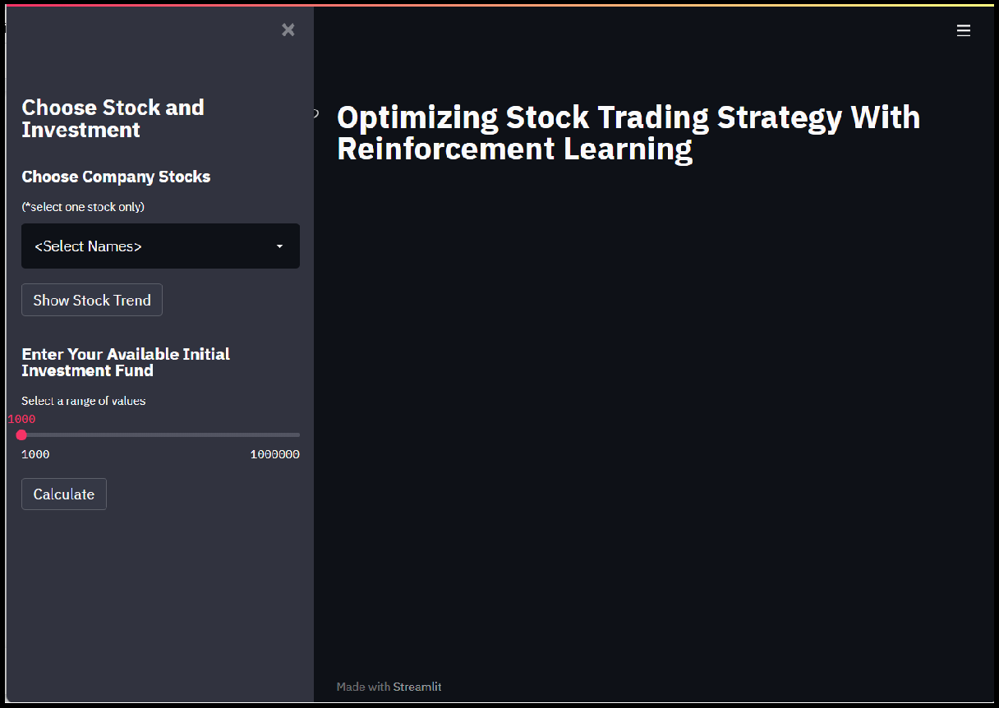 Choose Stock and
Investment
Choose Company Stocks
(*select one stock only)
<Select Names>
Show Stock Trend
Enter Your Available Initial
Investment Fund
Select a range of values
1000
1000 1000000
Calculate
Optimizing Stock Trading Strategy With
Reinforcement Learning
Made with Streamlit